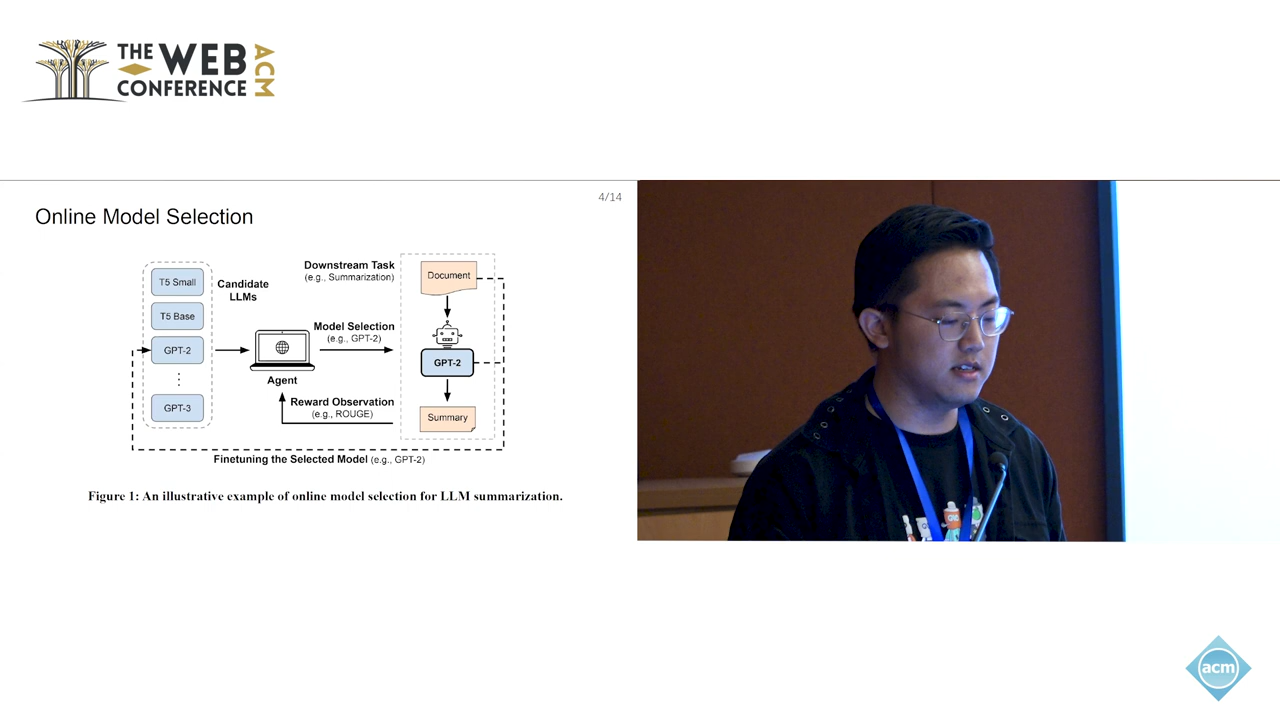 THE WEB
CONFERENCE
ACM
4/14
Online Model Selection
T5 Small
T5 Base
GPT-2
GPT-3
Candidate
LLMs
Agent
Downstream Task
(e.g., Summarization)
Model Selection
(e.g., GPT-2)
Reward Observation
(e.g., ROUGE)
Document
GPT-2
Summary
Finetuning the Selected Model (e.g., GPT-2)
Figure 1: An illustrative example of online model selection for LLM summarization.
acm